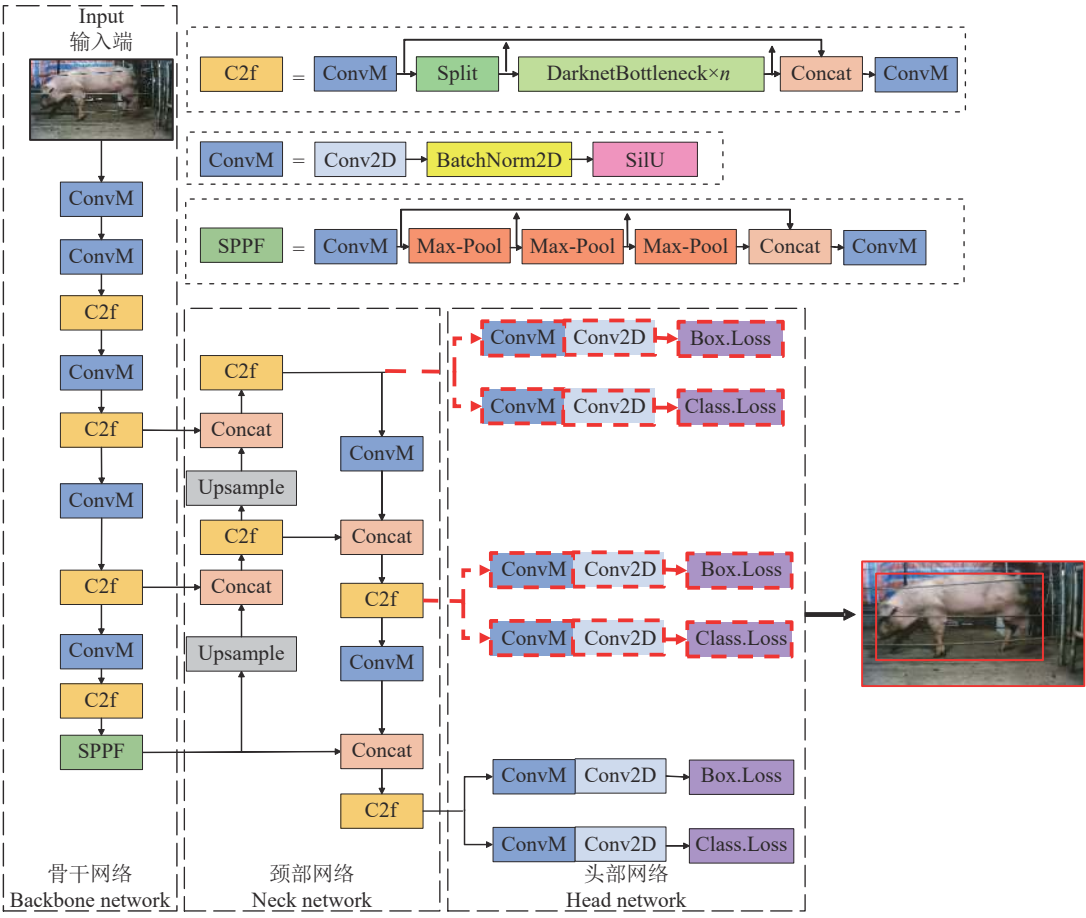 Input
输入端
C2f = ConvM Split DarknetBottleneck×n Concat ConvM
ConvM = Conv2D BatchNorm2D SilU
SPPF = ConvM Max-Pool Max-Pool Max-Pool Concat ConvM
ConvM
ConvM
C2f
ConvM
C2f
ConvM
C2f
ConvM
C2f
SPPF
骨干网络
Backbone network
C2f
Concat
Upsample
C2f
Concat
Upsample
ConvM
Concat
C2f
ConvM
Concat
C2f
颈部网络
Neck network
ConvM Conv2D Box.Loss
ConvM Conv2D Class.Loss
ConvM Conv2D Box.Loss
ConvM Conv2D Class.Loss
ConvM Conv2D Box.Loss
ConvM Conv2D Class.Loss
头部网络
Head network